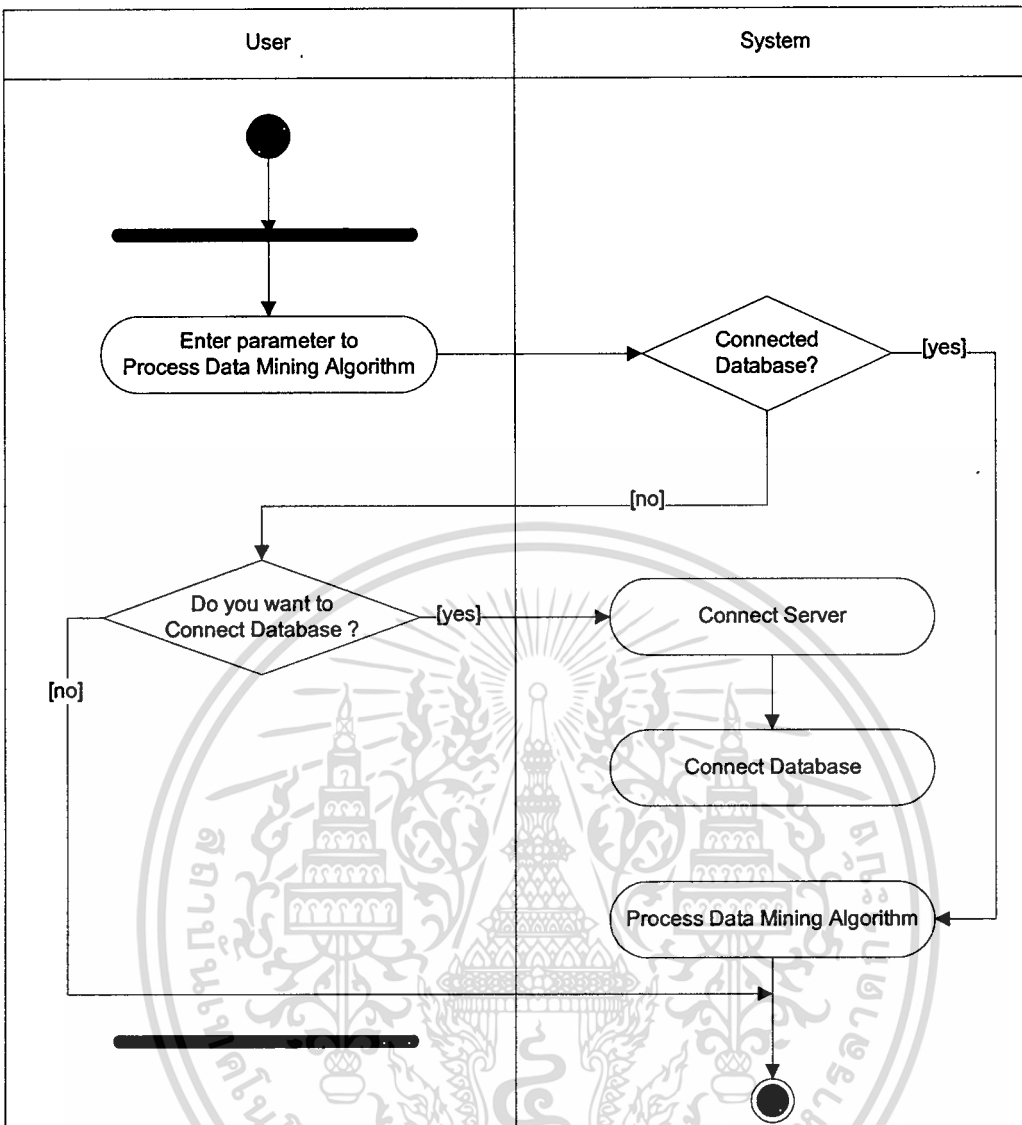 User
System
Enter parameter to
Process Data Mining Algorithm
Connected
Database?
[yes]
[no]
Do you want to
Connect Database ?
[yes]
Connect Server
[no]
Connect Database
Process Data Mining Algorithm